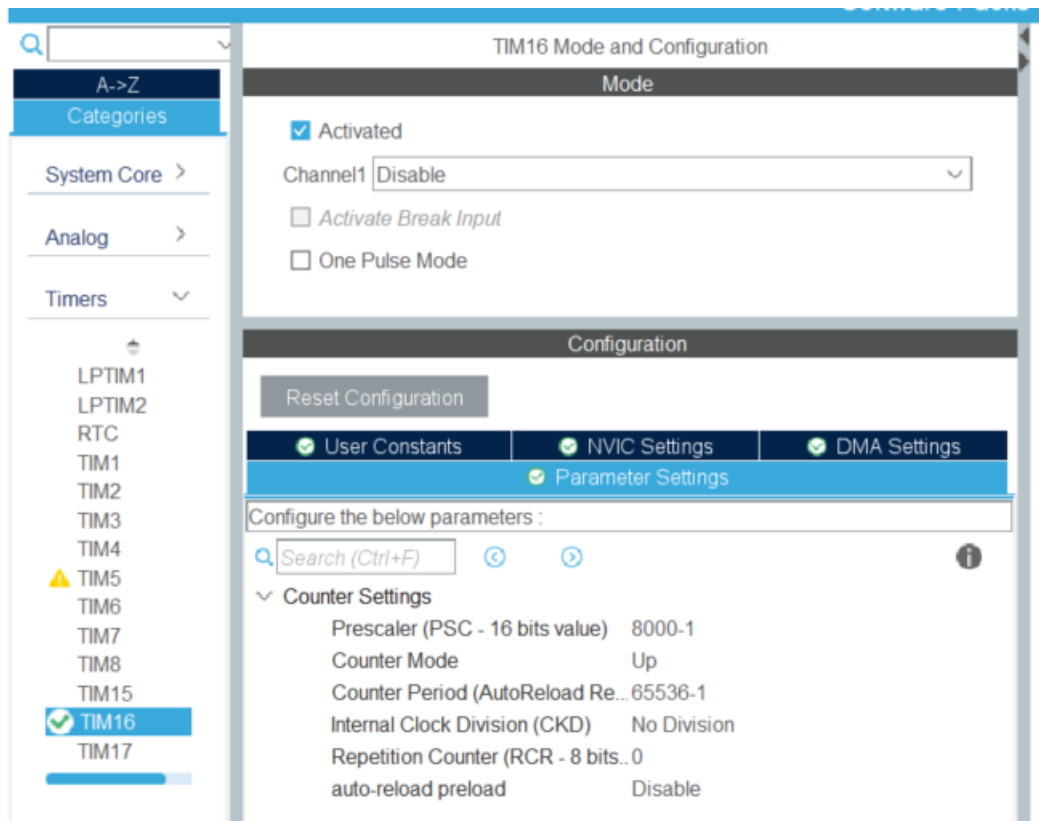 TIM16 Mode and Configuration
Mode
A->Z
Categories
Activated
System Core
Channel1 Disable
Activate Break Input
Analog
One Pulse Mode
Timers
Configuration
LPTIM1
Reset Configuration
LPTIM2
RTC
User Constants NVIC Settings DMA Settings
TIM1
Parameter Settings
TIM2
TIM3
Configure the below parameters :
TIM4
Search (Ctrl+F)
TIM5
Counter Settings
TIM6
Prescaler (PSC - 16 bits value) 8000-1
TIM7
Counter Mode Up
TIM8
Counter Period (AutoReload Re... 65536-1
TIM15
Internal Clock Division (CKD) No Division
TIM16
Repetition Counter (RCR - 8 bits.. 0
TIM17
auto-reload preload Disable